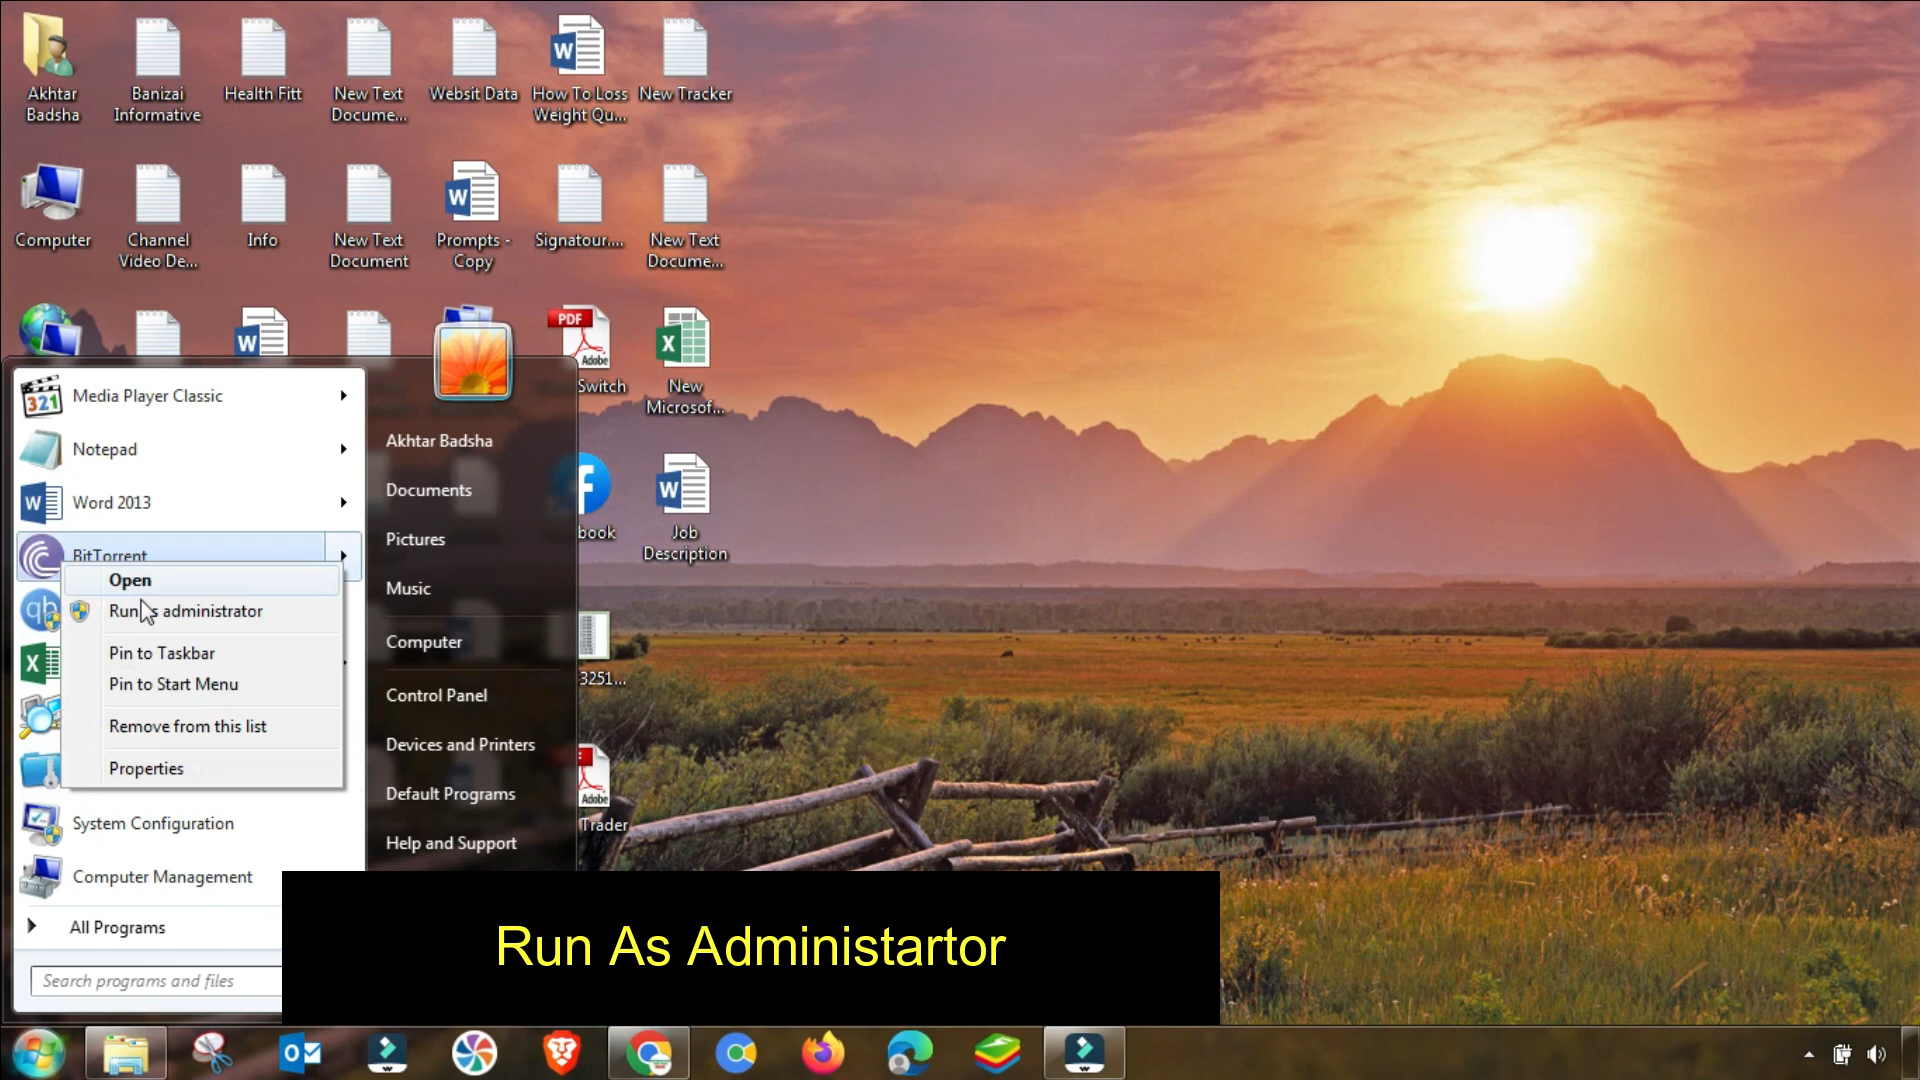 Akhtar
Badsha
Banizai
Informative
Health Fitt
New Text
Docume...
Websit Data
How To Loss
Weight Qu...
New Tracker
Computer
Channel
Video De...
Info
New Text
Document
Prompts -
Copy
Signatour....
New Text
Docume...
PDF
Adobe
Switch
New
Microsof...
book
Job
Description
3251...
Adobe
Trader
Media Player Classic
Notepad
Word 2013
BitTorrent
Open
Run as administrator
Pin to Taskbar
Pin to Start Menu
Remove from this list
Properties
System Configuration
Computer Management
All Programs
Search programs and files
Akhtar Badsha
Documents
Pictures
Music
Computer
Control Panel
Devices and Printers
Default Programs
Help and Support
Run As Administartor